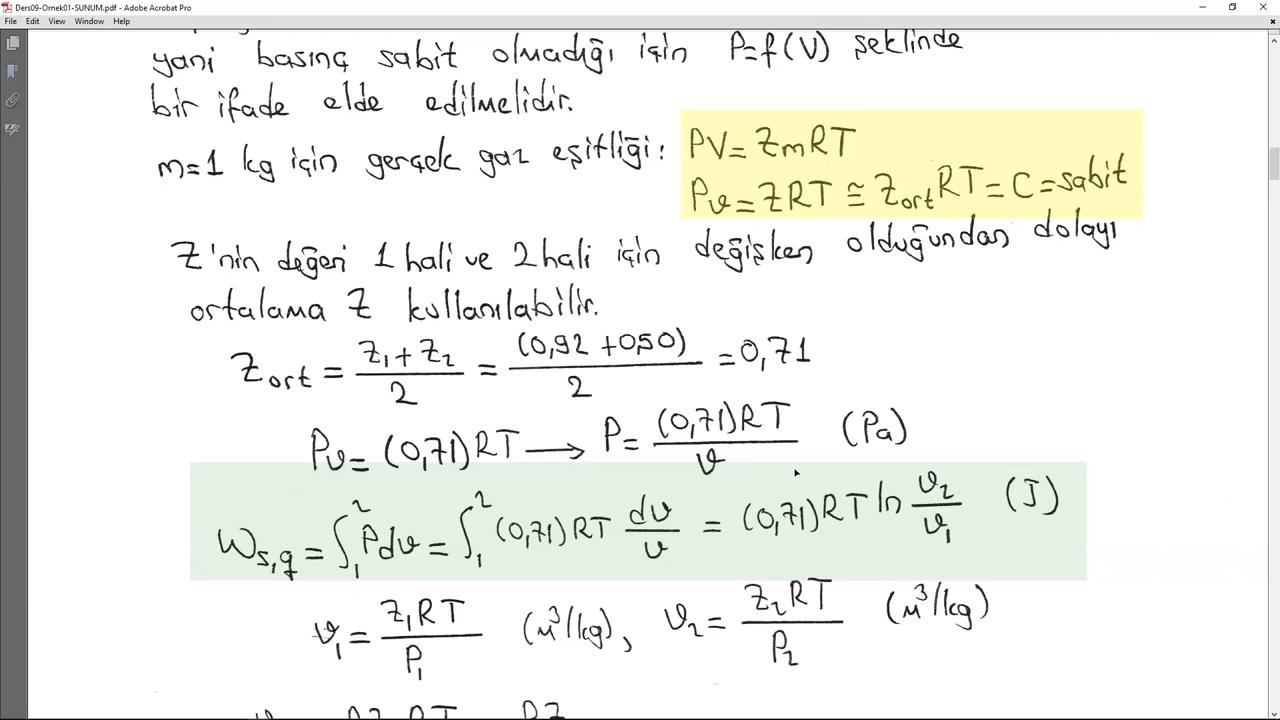 Ders09-Ornek01-SUNUM.pdf - Adobe Acrobat Pro
File Edit View Window Help
yani basınç sabit olmadığı için P=f(V) şeklinde
bir ifade elde edilmelidir.
m=1 kg için gerçek gaz eşitliği: PV=ZmRT
Pv=ZRT ≅ Z_ort RT = C = sabit
Z'nin değeri 1 hali ve 2 hali için değişken olduğundan dolayı
ortalama Z kullanılabilir.
Z_ort = (Z₁+Z₂)/2 = (0,92+0,50)/2 = 0,71
Pv = (0,71)RT → P = (0,71)RT/v (Pa)
W_s,g = ∫₁² Pdv = ∫₁² (0,71)RT dv/v = (0,71)RT ln v₂/v₁ (J)
v₁ = Z₁RT/P₁ (m³/kg), v₂ = Z₂RT/P₂ (m³/kg)